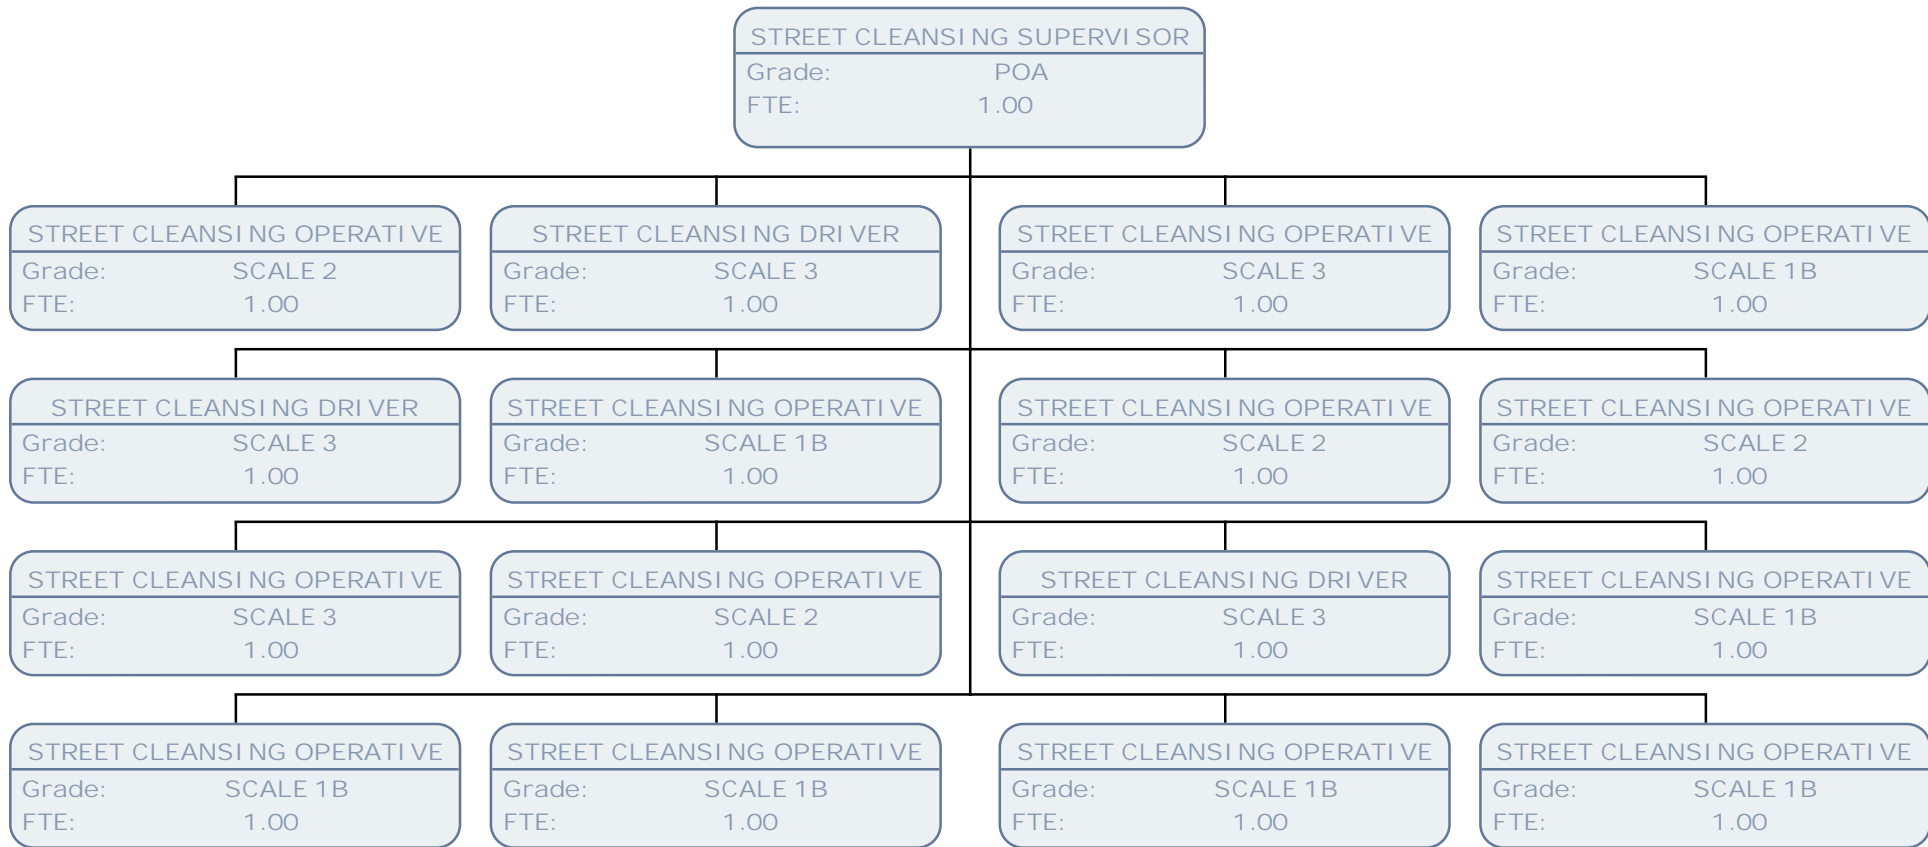 STREET CLEANSING SUPERVISOR
Grade: POA
FTE: 1.00
STREET CLEANSING OPERATIVE
Grade: SCALE 2
FTE: 1.00
STREET CLEANSING DRIVER
Grade: SCALE 3
FTE: 1.00
STREET CLEANSING OPERATIVE
Grade: SCALE 3
FTE: 1.00
STREET CLEANSING OPERATIVE
Grade: SCALE 1B
FTE: 1.00
STREET CLEANSING DRIVER
Grade: SCALE 3
FTE: 1.00
STREET CLEANSING OPERATIVE
Grade: SCALE 1B
FTE: 1.00
STREET CLEANSING OPERATIVE
Grade: SCALE 2
FTE: 1.00
STREET CLEANSING OPERATIVE
Grade: SCALE 2
FTE: 1.00
STREET CLEANSING OPERATIVE
Grade: SCALE 3
FTE: 1.00
STREET CLEANSING OPERATIVE
Grade: SCALE 2
FTE: 1.00
STREET CLEANSING DRIVER
Grade: SCALE 3
FTE: 1.00
STREET CLEANSING OPERATIVE
Grade: SCALE 1B
FTE: 1.00
STREET CLEANSING OPERATIVE
Grade: SCALE 1B
FTE: 1.00
STREET CLEANSING OPERATIVE
Grade: SCALE 1B
FTE: 1.00
STREET CLEANSING OPERATIVE
Grade: SCALE 1B
FTE: 1.00
STREET CLEANSING OPERATIVE
Grade: SCALE 1B
FTE: 1.00